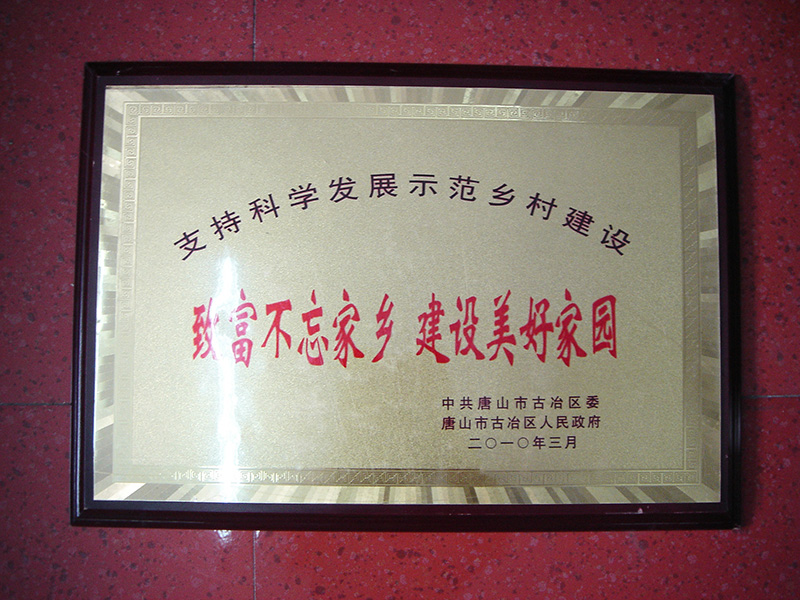 支持科学发展示范乡村建设
致富不忘家乡 建设美好家园
中共唐山市古冶区委
唐山市古冶区人民政府
二〇一〇年三月